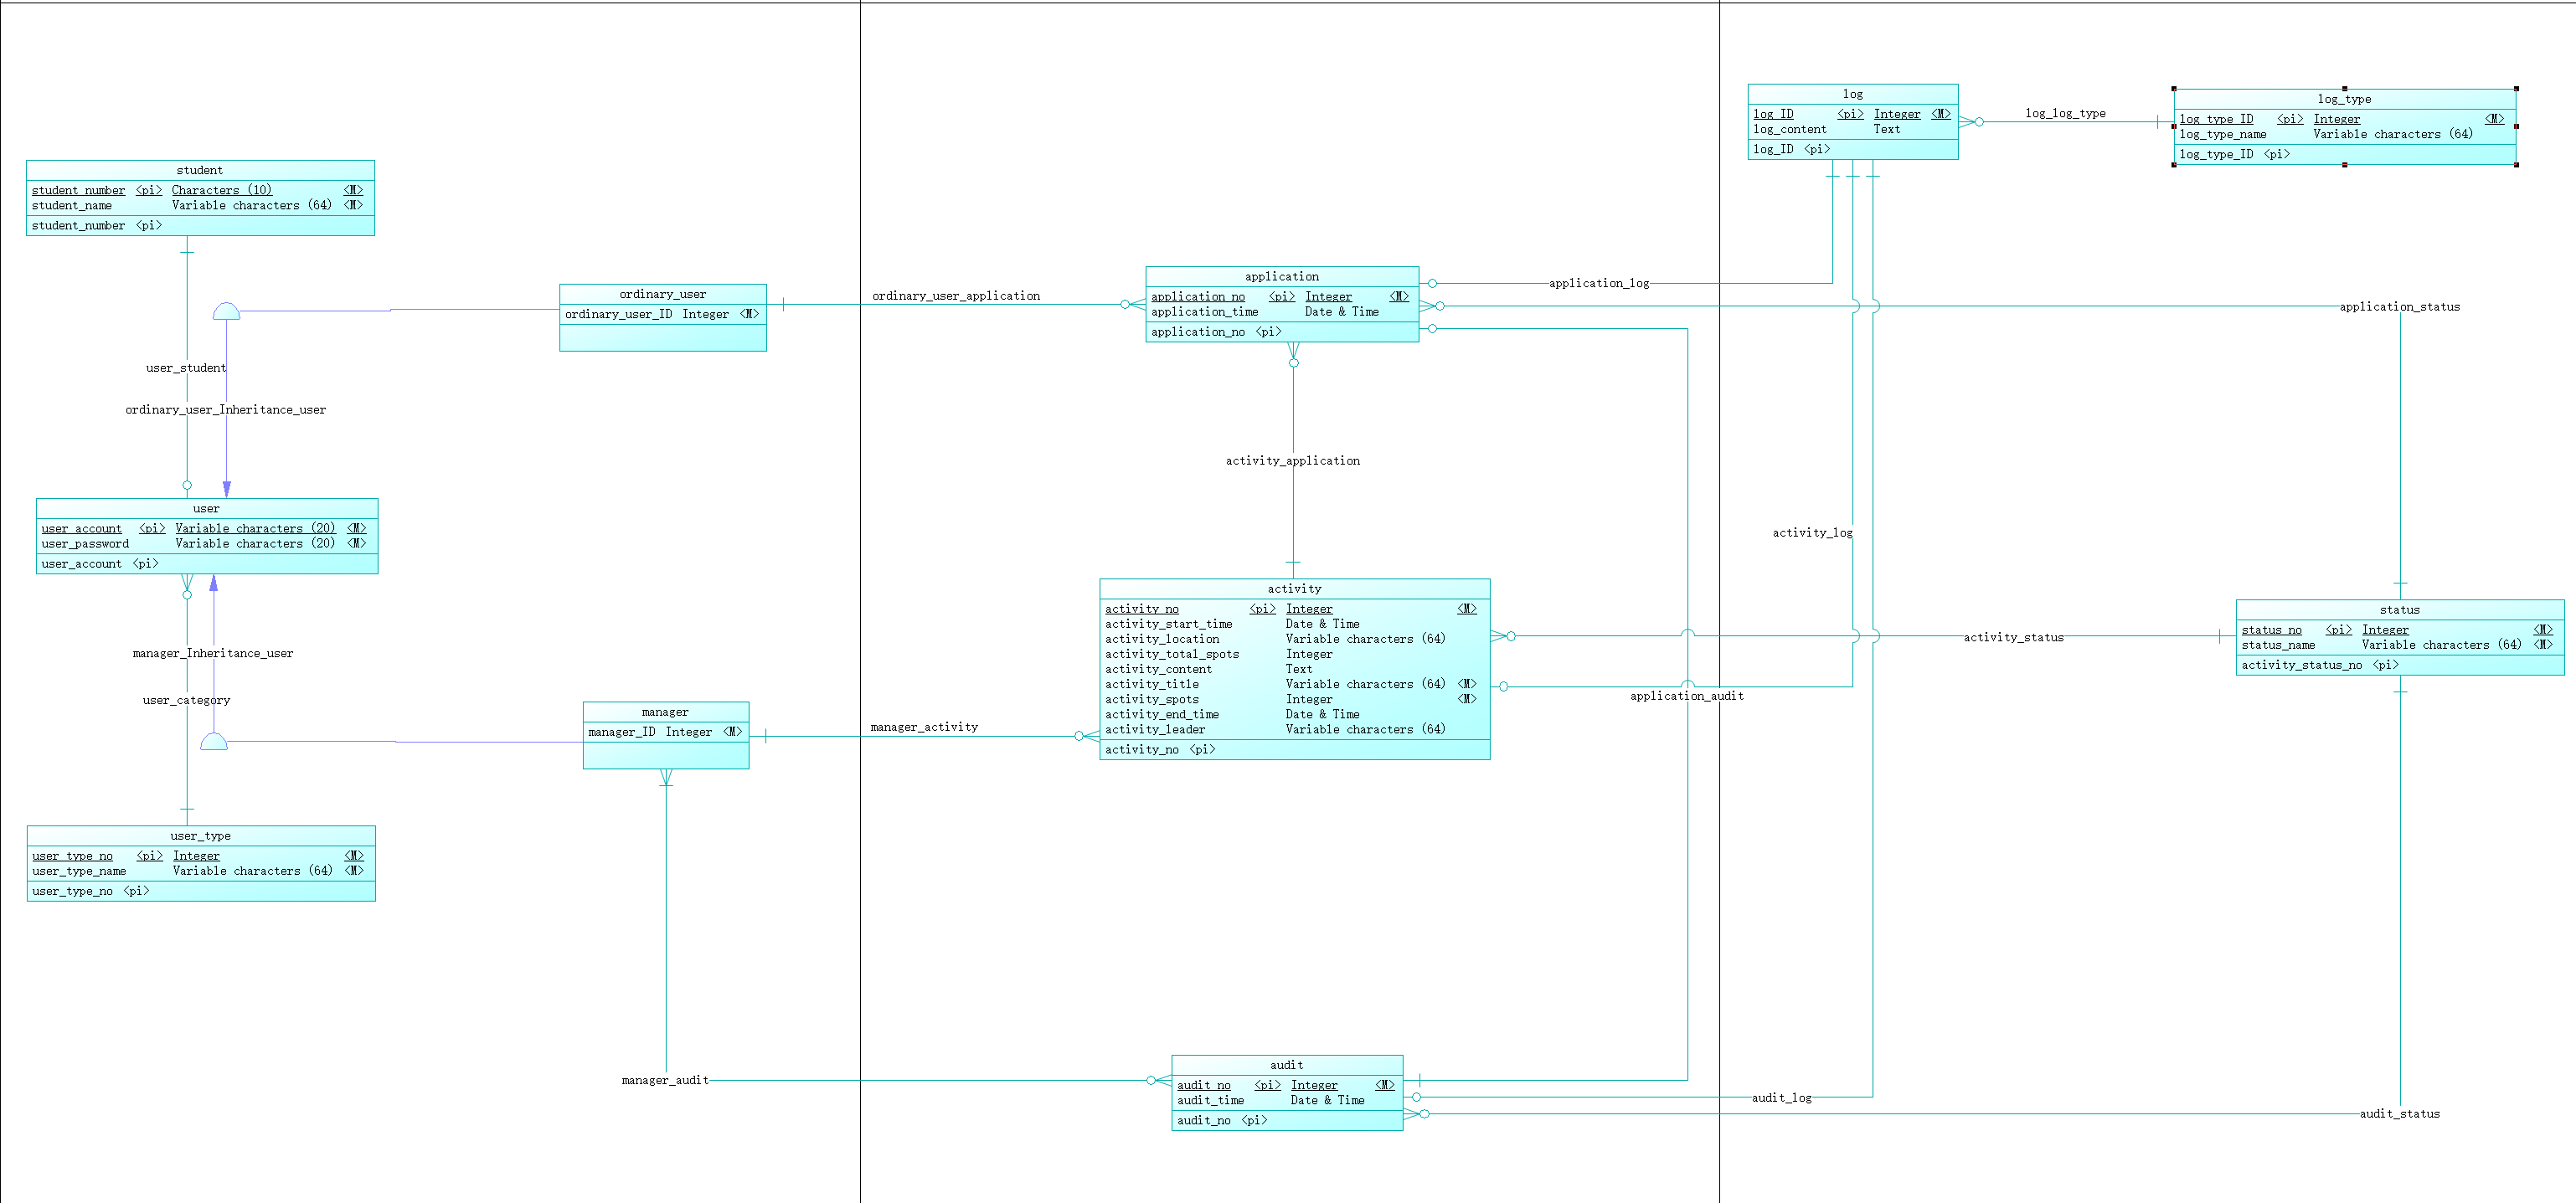 student
student_number <pi> Characters (10) <M>
student_name Variable characters (64) <M>
student_number <pi>
user_student
ordinary_user_Inheritance_user
user
user_account <pi> Variable characters (20) <M>
user_password Variable characters (20) <M>
user_account <pi>
manager_Inheritance_user
user_category
user_type
user_type_no <pi> Integer <M>
user_type_name Variable characters (64) <M>
user_type_no <pi>
ordinary_user
ordinary_user_ID Integer <M>
manager
manager_ID Integer <M>
manager_audit
ordinary_user_application
manager_activity
application
application_no <pi> Integer <M>
application_time Date & Time
application_no <pi>
activity_application
activity
activity_no <pi> Integer <M>
activity_start_time Date & Time
activity_location Variable characters (64)
activity_total_spots Integer
activity_content Text
activity_title Variable characters (64) <M>
activity_spots Integer <M>
activity_end_time Date & Time
activity_leader Variable characters (64)
activity_no <pi>
audit
audit_no <pi> Integer <M>
audit_time Date & Time
audit_no <pi>
application_log
application_audit
log
log_ID <pi> Integer <M>
log_content Text
log_ID <pi>
log_log_type
log_type
log_type_ID <pi> Integer <M>
log_type_name Variable characters (64)
log_type_ID <pi>
application_status
activity_log
activity_status
status
status_no <pi> Integer <M>
status_name Variable characters (64) <M>
activity_status_no <pi>
audit_log
audit_status